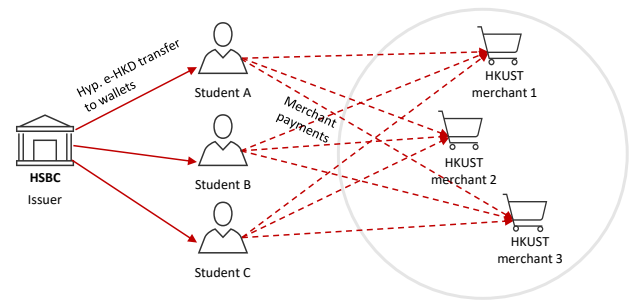 Hyp. e-HKD transfer
to wallets
Student A
HKUST
merchant 1
Merchant
payments
HSBC
Issuer
Student B
HKUST
merchant 2
Student C
HKUST
merchant 3